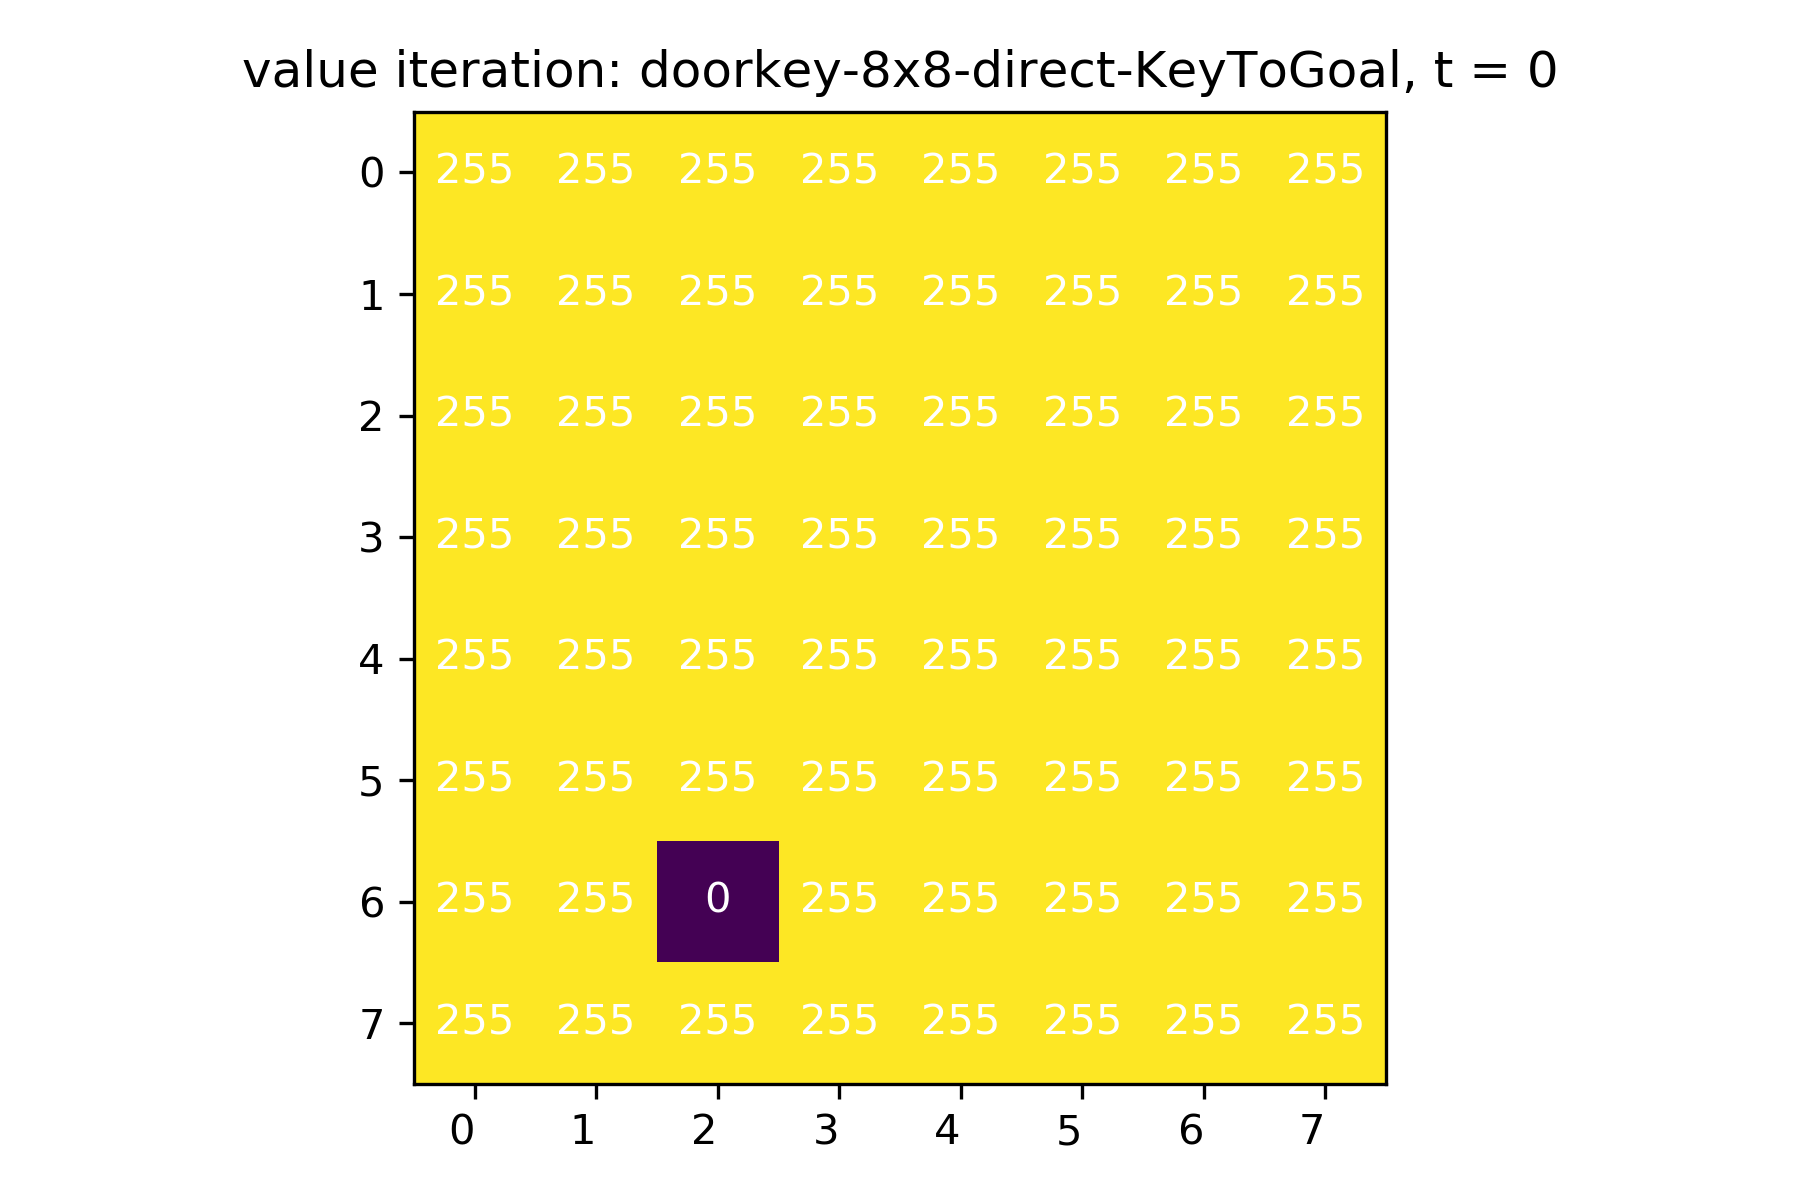 value iteration: doorkey-8x8-direct-KeyToGoal, t = 0
0 255 255 255 255 255 255 255 255
1 255 255 255 255 255 255 255 255
2 255 255 255 255 255 255 255 255
3 255 255 255 255 255 255 255 255
4 255 255 255 255 255 255 255 255
5 255 255 255 255 255 255 255 255
6 255 255 0 255 255 255 255 255
7 255 255 255 255 255 255 255 255
0 1 2 3 4 5 6 7